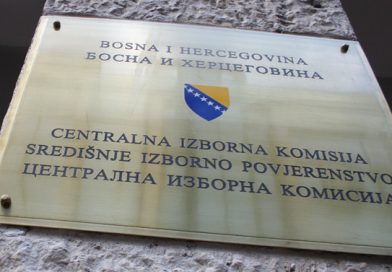 BOSNA I HERCEGOVINA
БОСНА И ХЕРЦЕГОВИНА
CENTRALNA IZBORNA KOMISIJA
SREDIŠNJE IZBORNO POVJERENSTVO
ЦЕНТРАЛНА ИЗБОРНА КОМИСИЈА